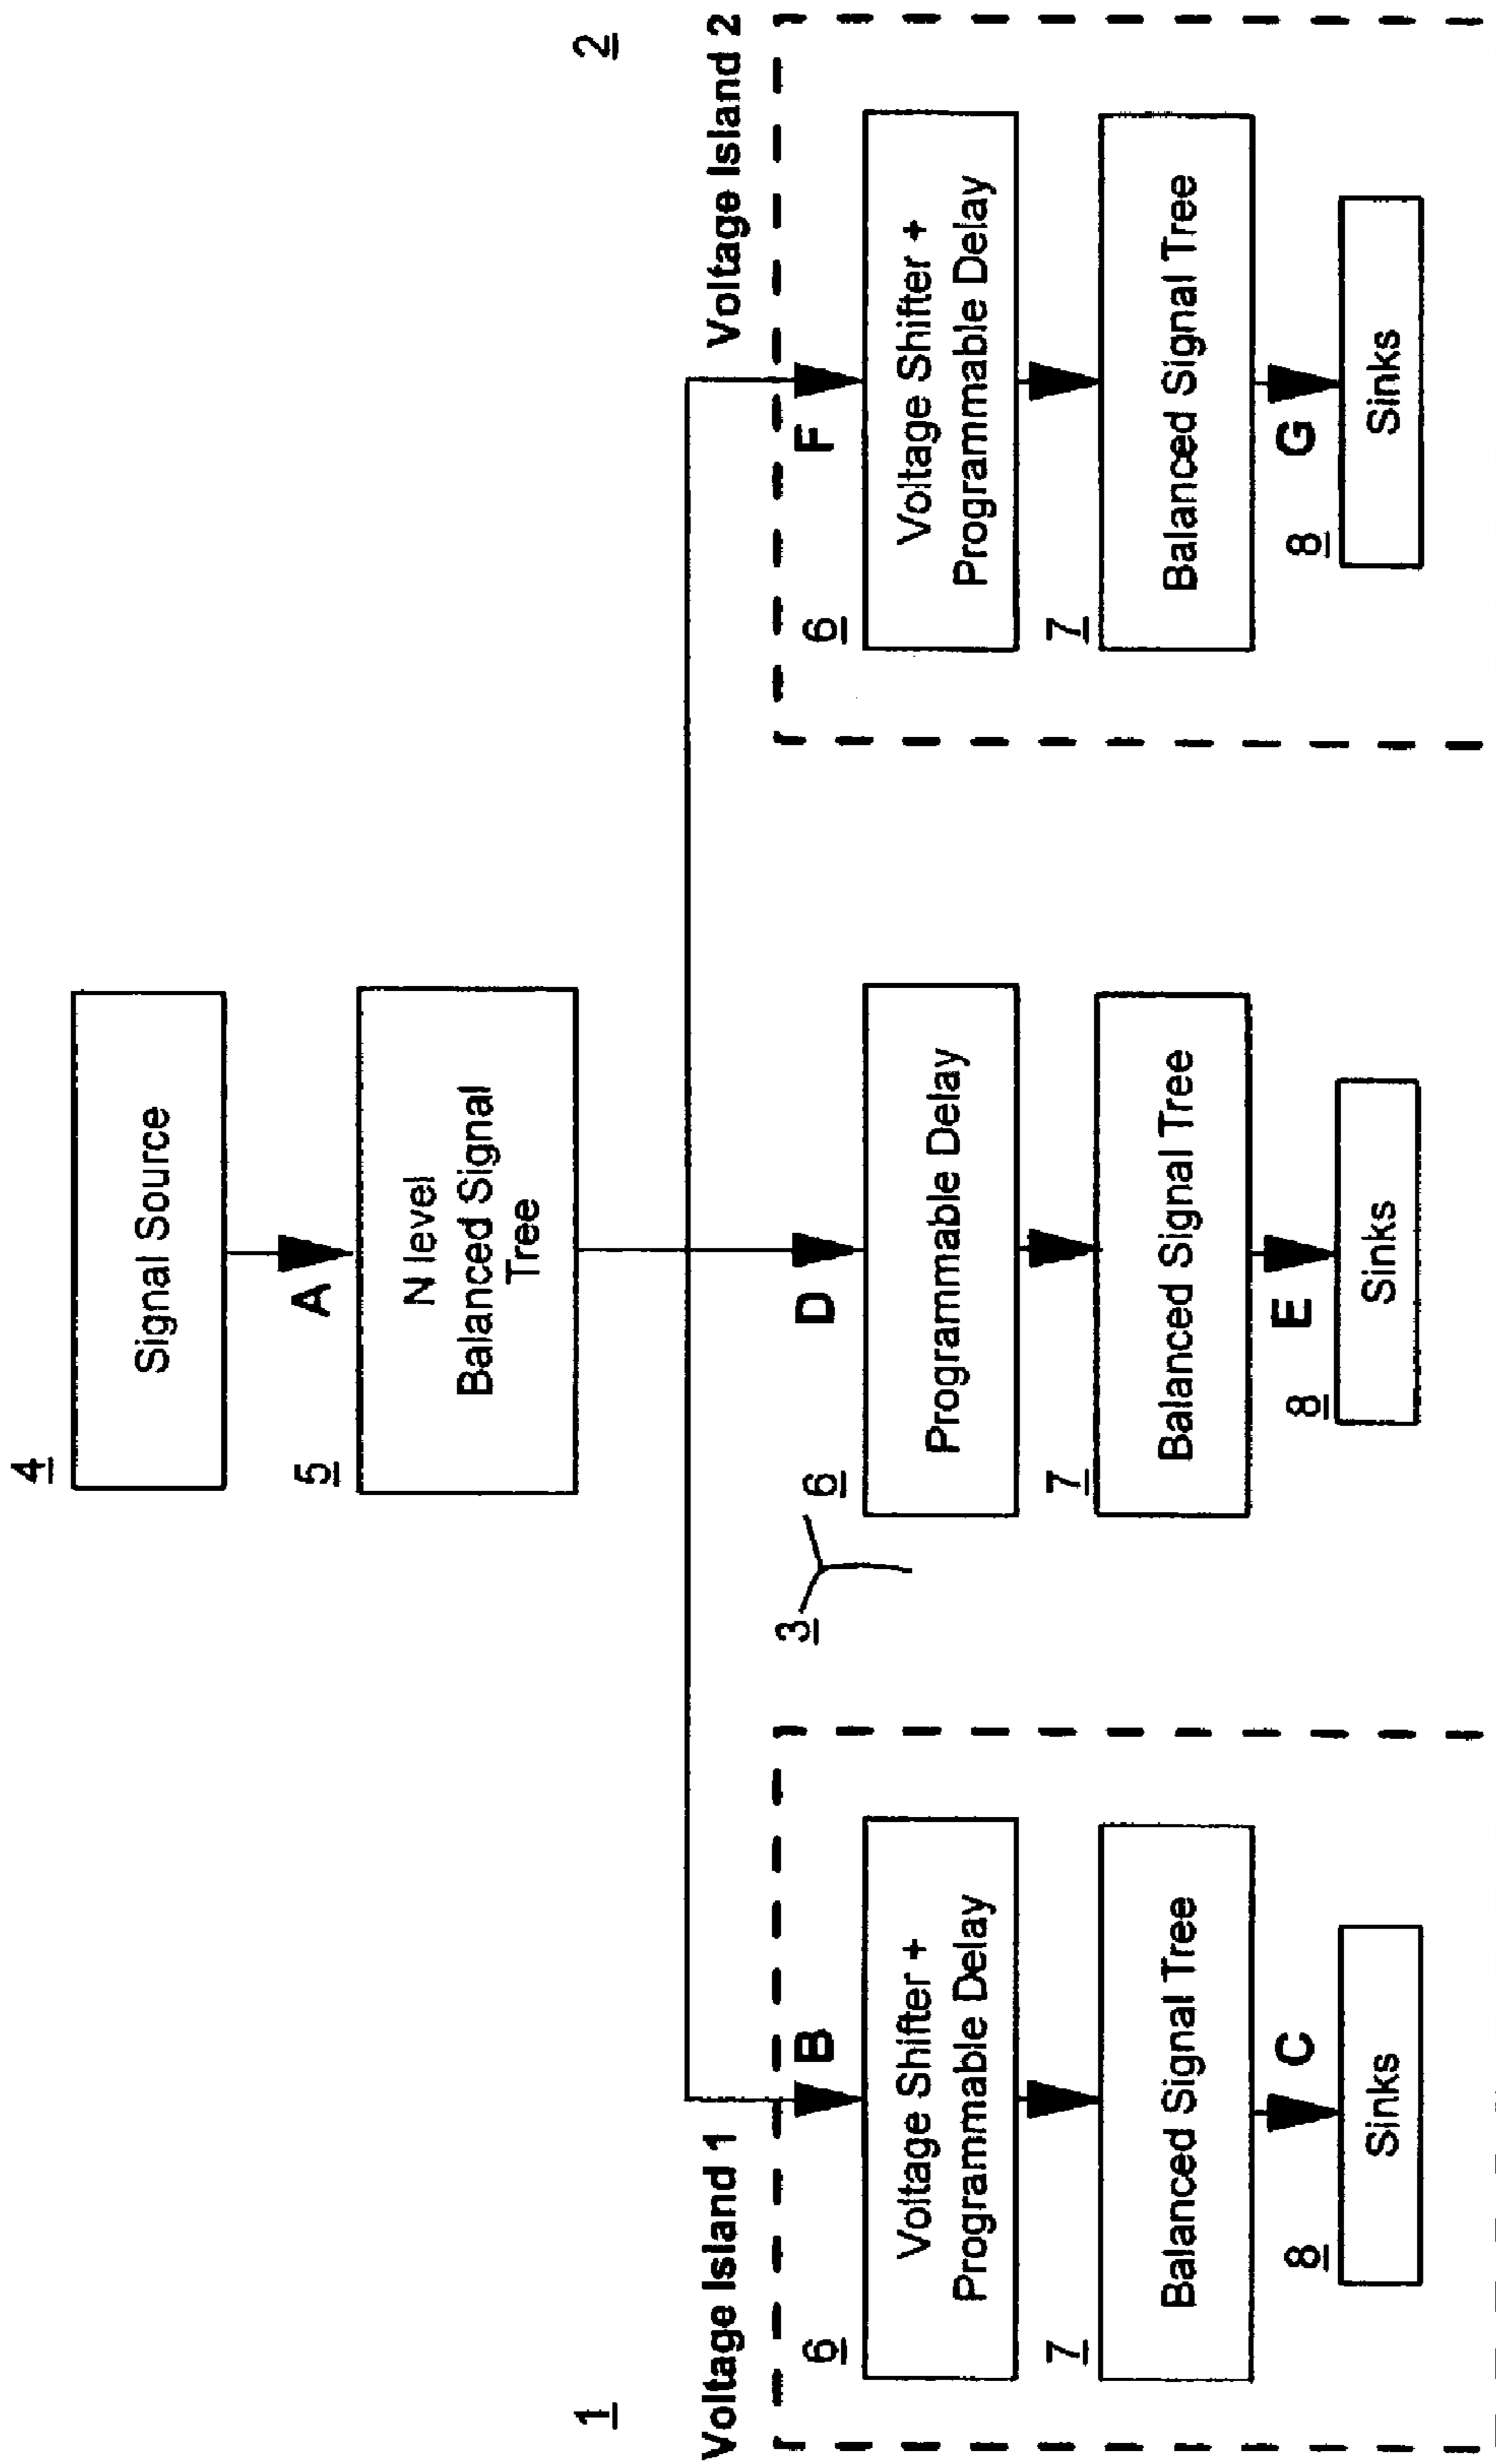 4
Signal Source
A
5
N level
Balanced Signal
Tree
1
2
Voltage Island 1
Voltage Island 2
B
6
Voltage Shifter +
Programmable Delay
7
Balanced Signal Tree
C
8
Sinks
3
D
6
Programmable Delay
7
Balanced Signal Tree
E
8
Sinks
F
6
Voltage Shifter +
Programmable Delay
7
Balanced Signal Tree
G
8
Sinks